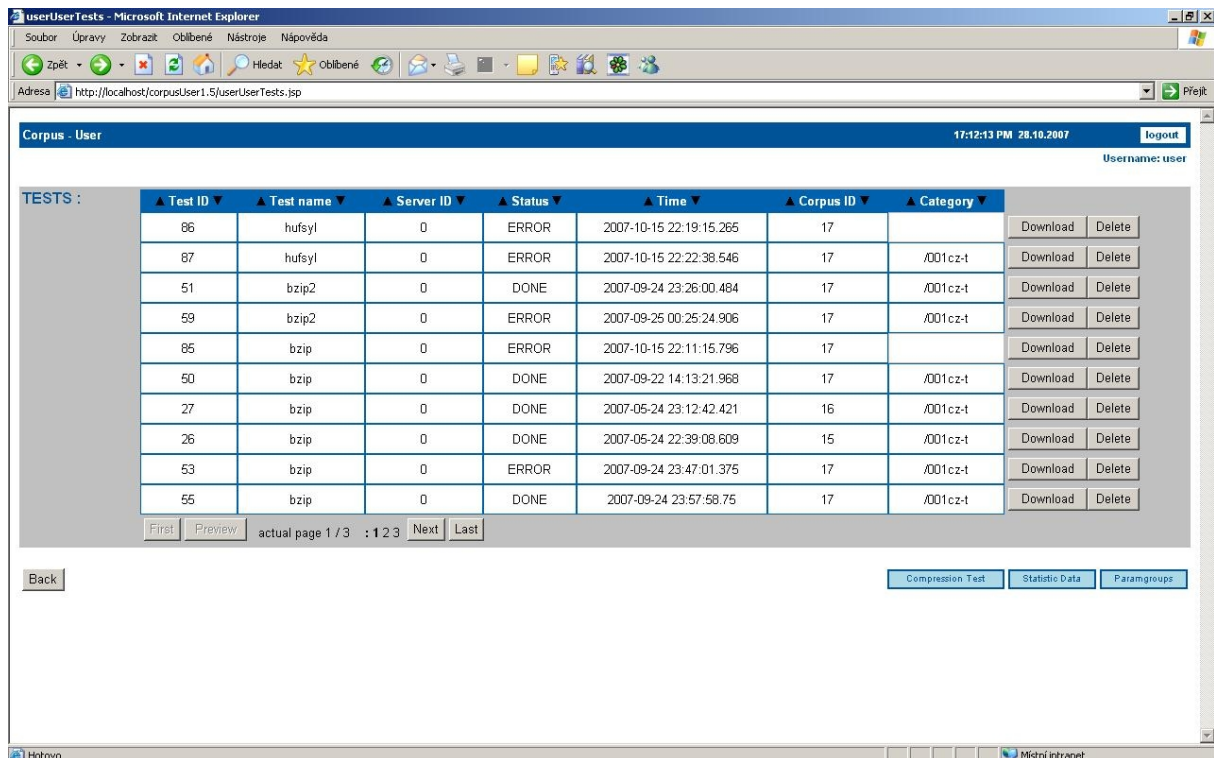 userUserTests - Microsoft Internet Explorer
Soubor Úpravy Zobrazit Oblíbené Nástroje Nápověda
Zpět Hledat Oblíbené
Adresa http://localhost/corpusUser1.5/userUserTests.jsp Přejít
Corpus - User 17:12:13 PM 28.10.2007 logout
Username: user
TESTS : ▲ Test ID ▼ ▲ Test name ▼ ▲ Server ID ▼ ▲ Status ▼ ▲ Time ▼ ▲ Corpus ID ▼ ▲ Category ▼
86 hufsyl 0 ERROR 2007-10-15 22:19:15.265 17 Download Delete
87 hufsyl 0 ERROR 2007-10-15 22:22:38.546 17 /001cz-t Download Delete
51 bzip2 0 DONE 2007-09-24 23:26:00.484 17 /001cz-t Download Delete
59 bzip2 0 ERROR 2007-09-25 00:25:24.906 17 /001cz-t Download Delete
85 bzip 0 ERROR 2007-10-15 22:11:15.796 17 Download Delete
50 bzip 0 DONE 2007-09-22 14:13:21.968 17 /001cz-t Download Delete
27 bzip 0 DONE 2007-05-24 23:12:42.421 16 /001cz-t Download Delete
26 bzip 0 DONE 2007-05-24 22:39:08.609 15 /001cz-t Download Delete
53 bzip 0 ERROR 2007-09-24 23:47:01.375 17 /001cz-t Download Delete
55 bzip 0 DONE 2007-09-24 23:57:58.75 17 /001cz-t Download Delete
First Preview actual page 1 / 3 : 1 2 3 Next Last
Back Compression Test Statistic Data Paramgroups
Hotovo Místní intranet